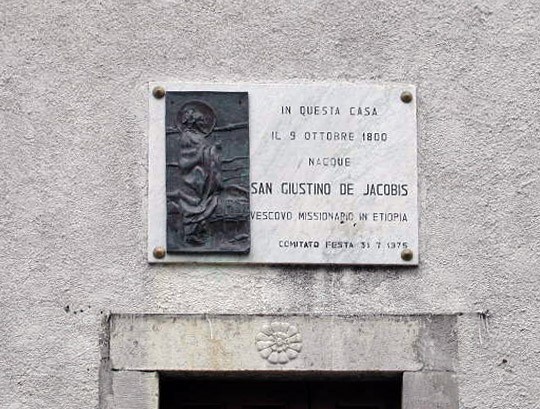 IN QUESTA CASA
IL 9 OTTOBRE 1800
NACQUE
SAN GIUSTINO DE JACOBIS
VESCOVO MISSIONARIO IN ETIOPIA
COMITATO FESTA 31 7 1975